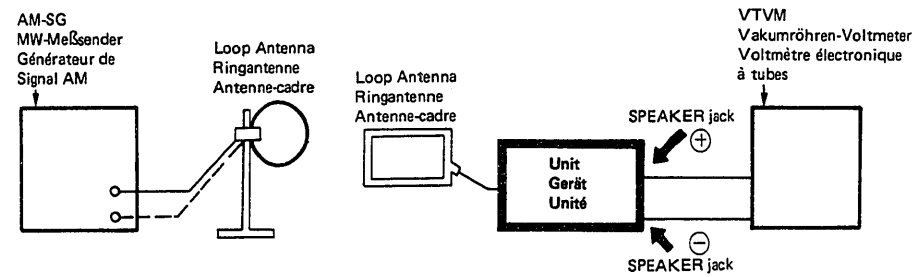 AM-SG
MW-Meßsender
Générateur de
Signal AM
Loop Antenna
Ringantenne
Antenne-cadre
Loop Antenna
Ringantenne
Antenne-cadre
Unit
Gerät
Unité
SPEAKER jack
+
−
SPEAKER jack
VTVM
Vakumröhren-Voltmeter
Voltmètre électronique
à tubes